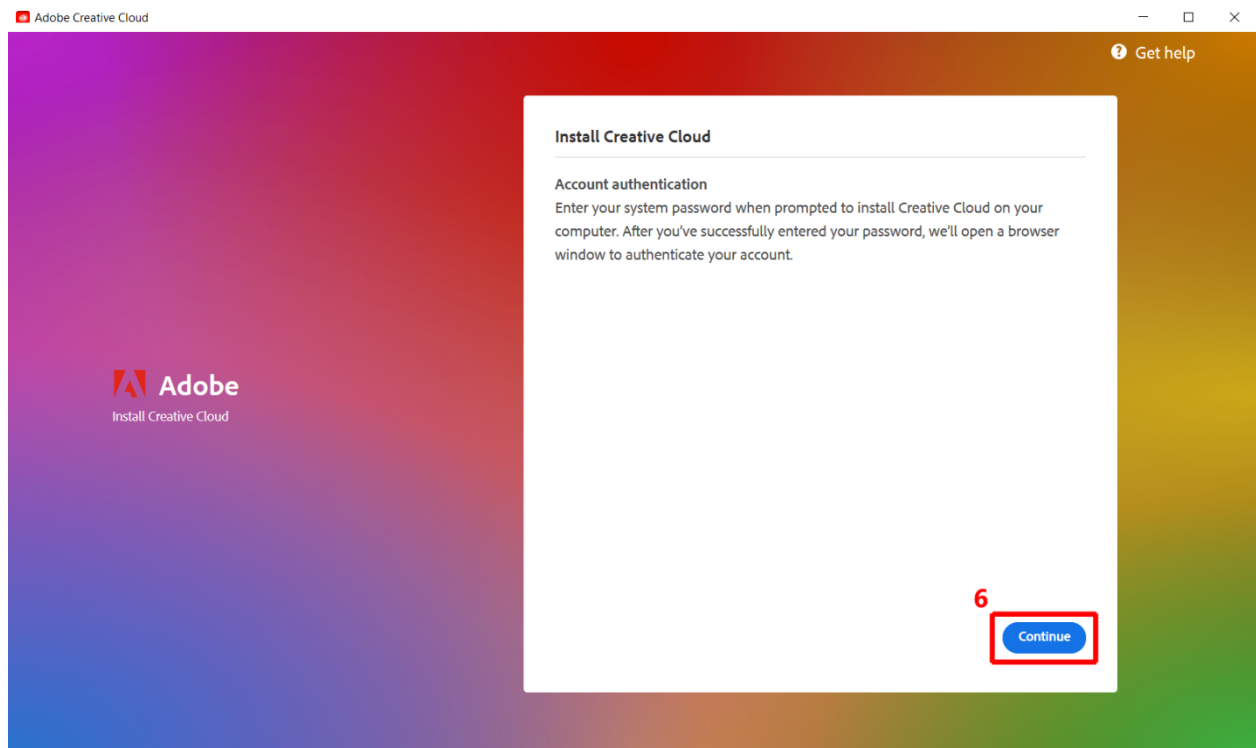 Adobe Creative Cloud
Get help
Install Creative Cloud
Account authentication
Enter your system password when prompted to install Creative Cloud on your
computer. After you've successfully entered your password, we'll open a browser
window to authenticate your account.
Adobe
Install Creative Cloud
6
Continue